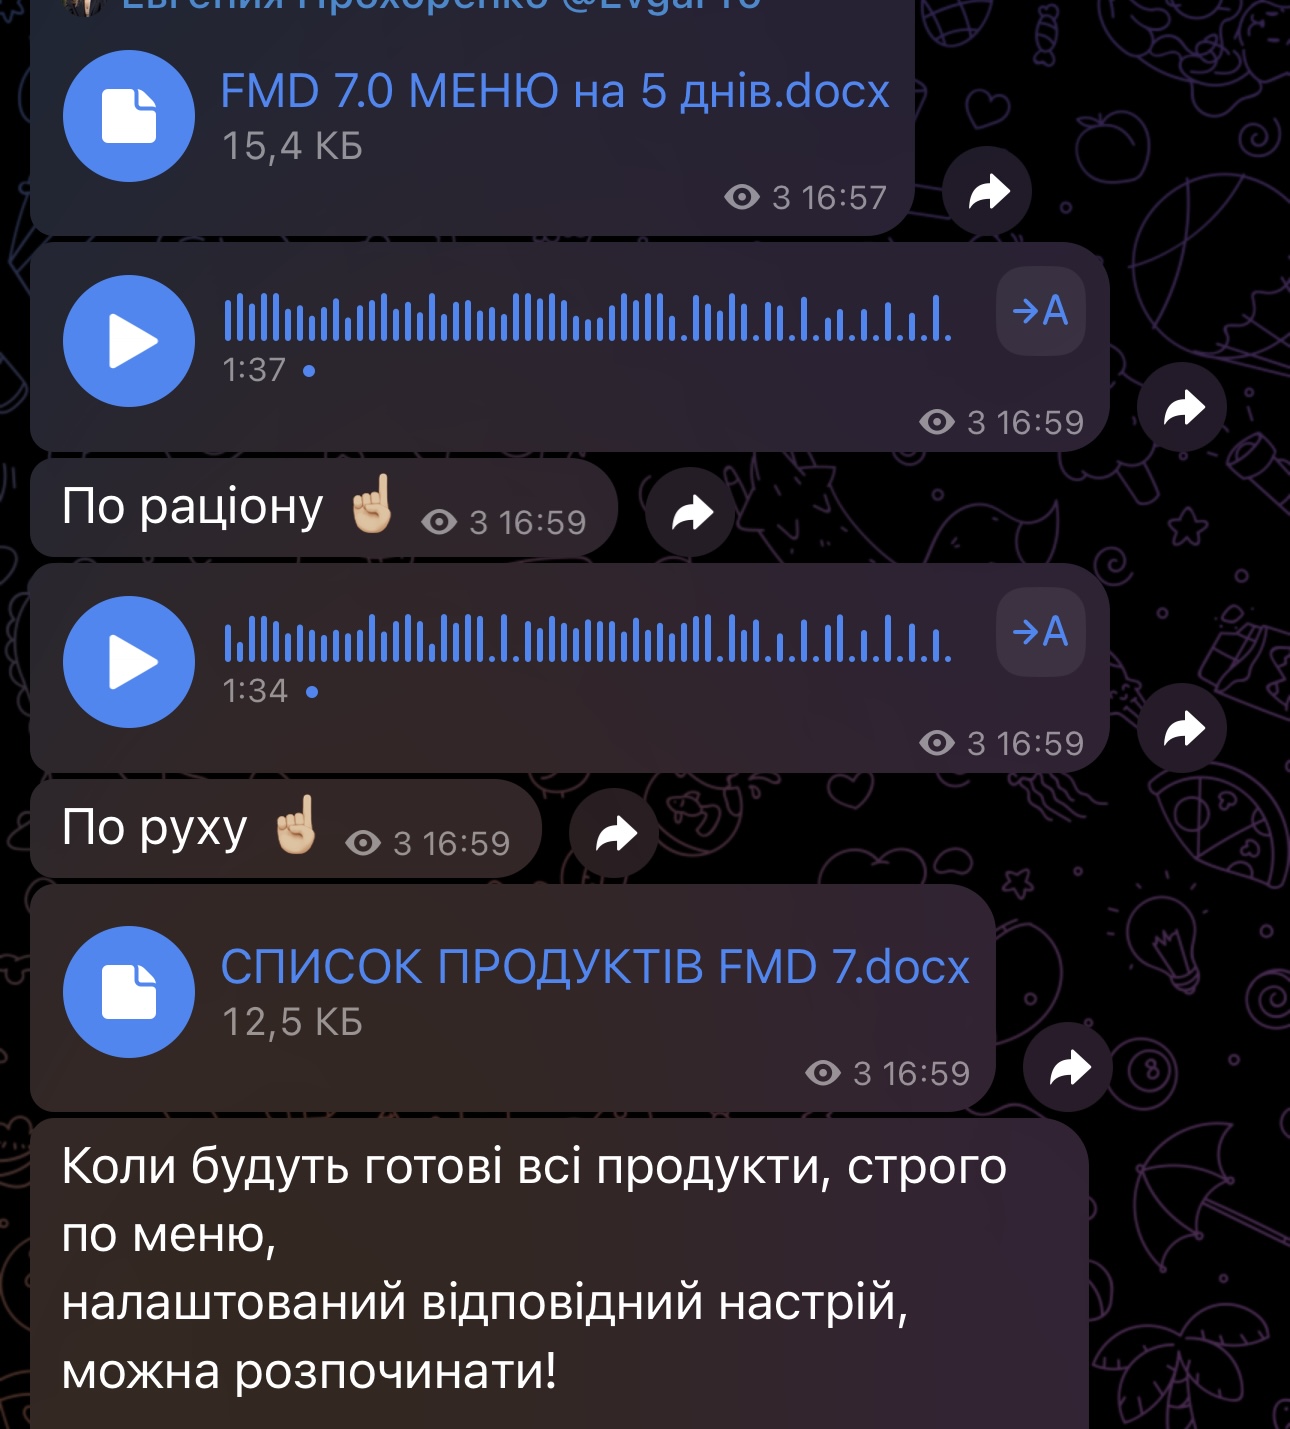 FMD 7.0 МЕНЮ на 5 днів.docx
15,4 КБ
3 16:57
→A
1:37
3 16:59
По раціону ☝🏼 3 16:59
→A
1:34
3 16:59
По руху ☝🏼 3 16:59
СПИСОК ПРОДУКТІВ FMD 7.docx
12,5 КБ
3 16:59
Коли будуть готові всі продукти, строго
по меню,
налаштований відповідний настрій,
можна розпочинати!